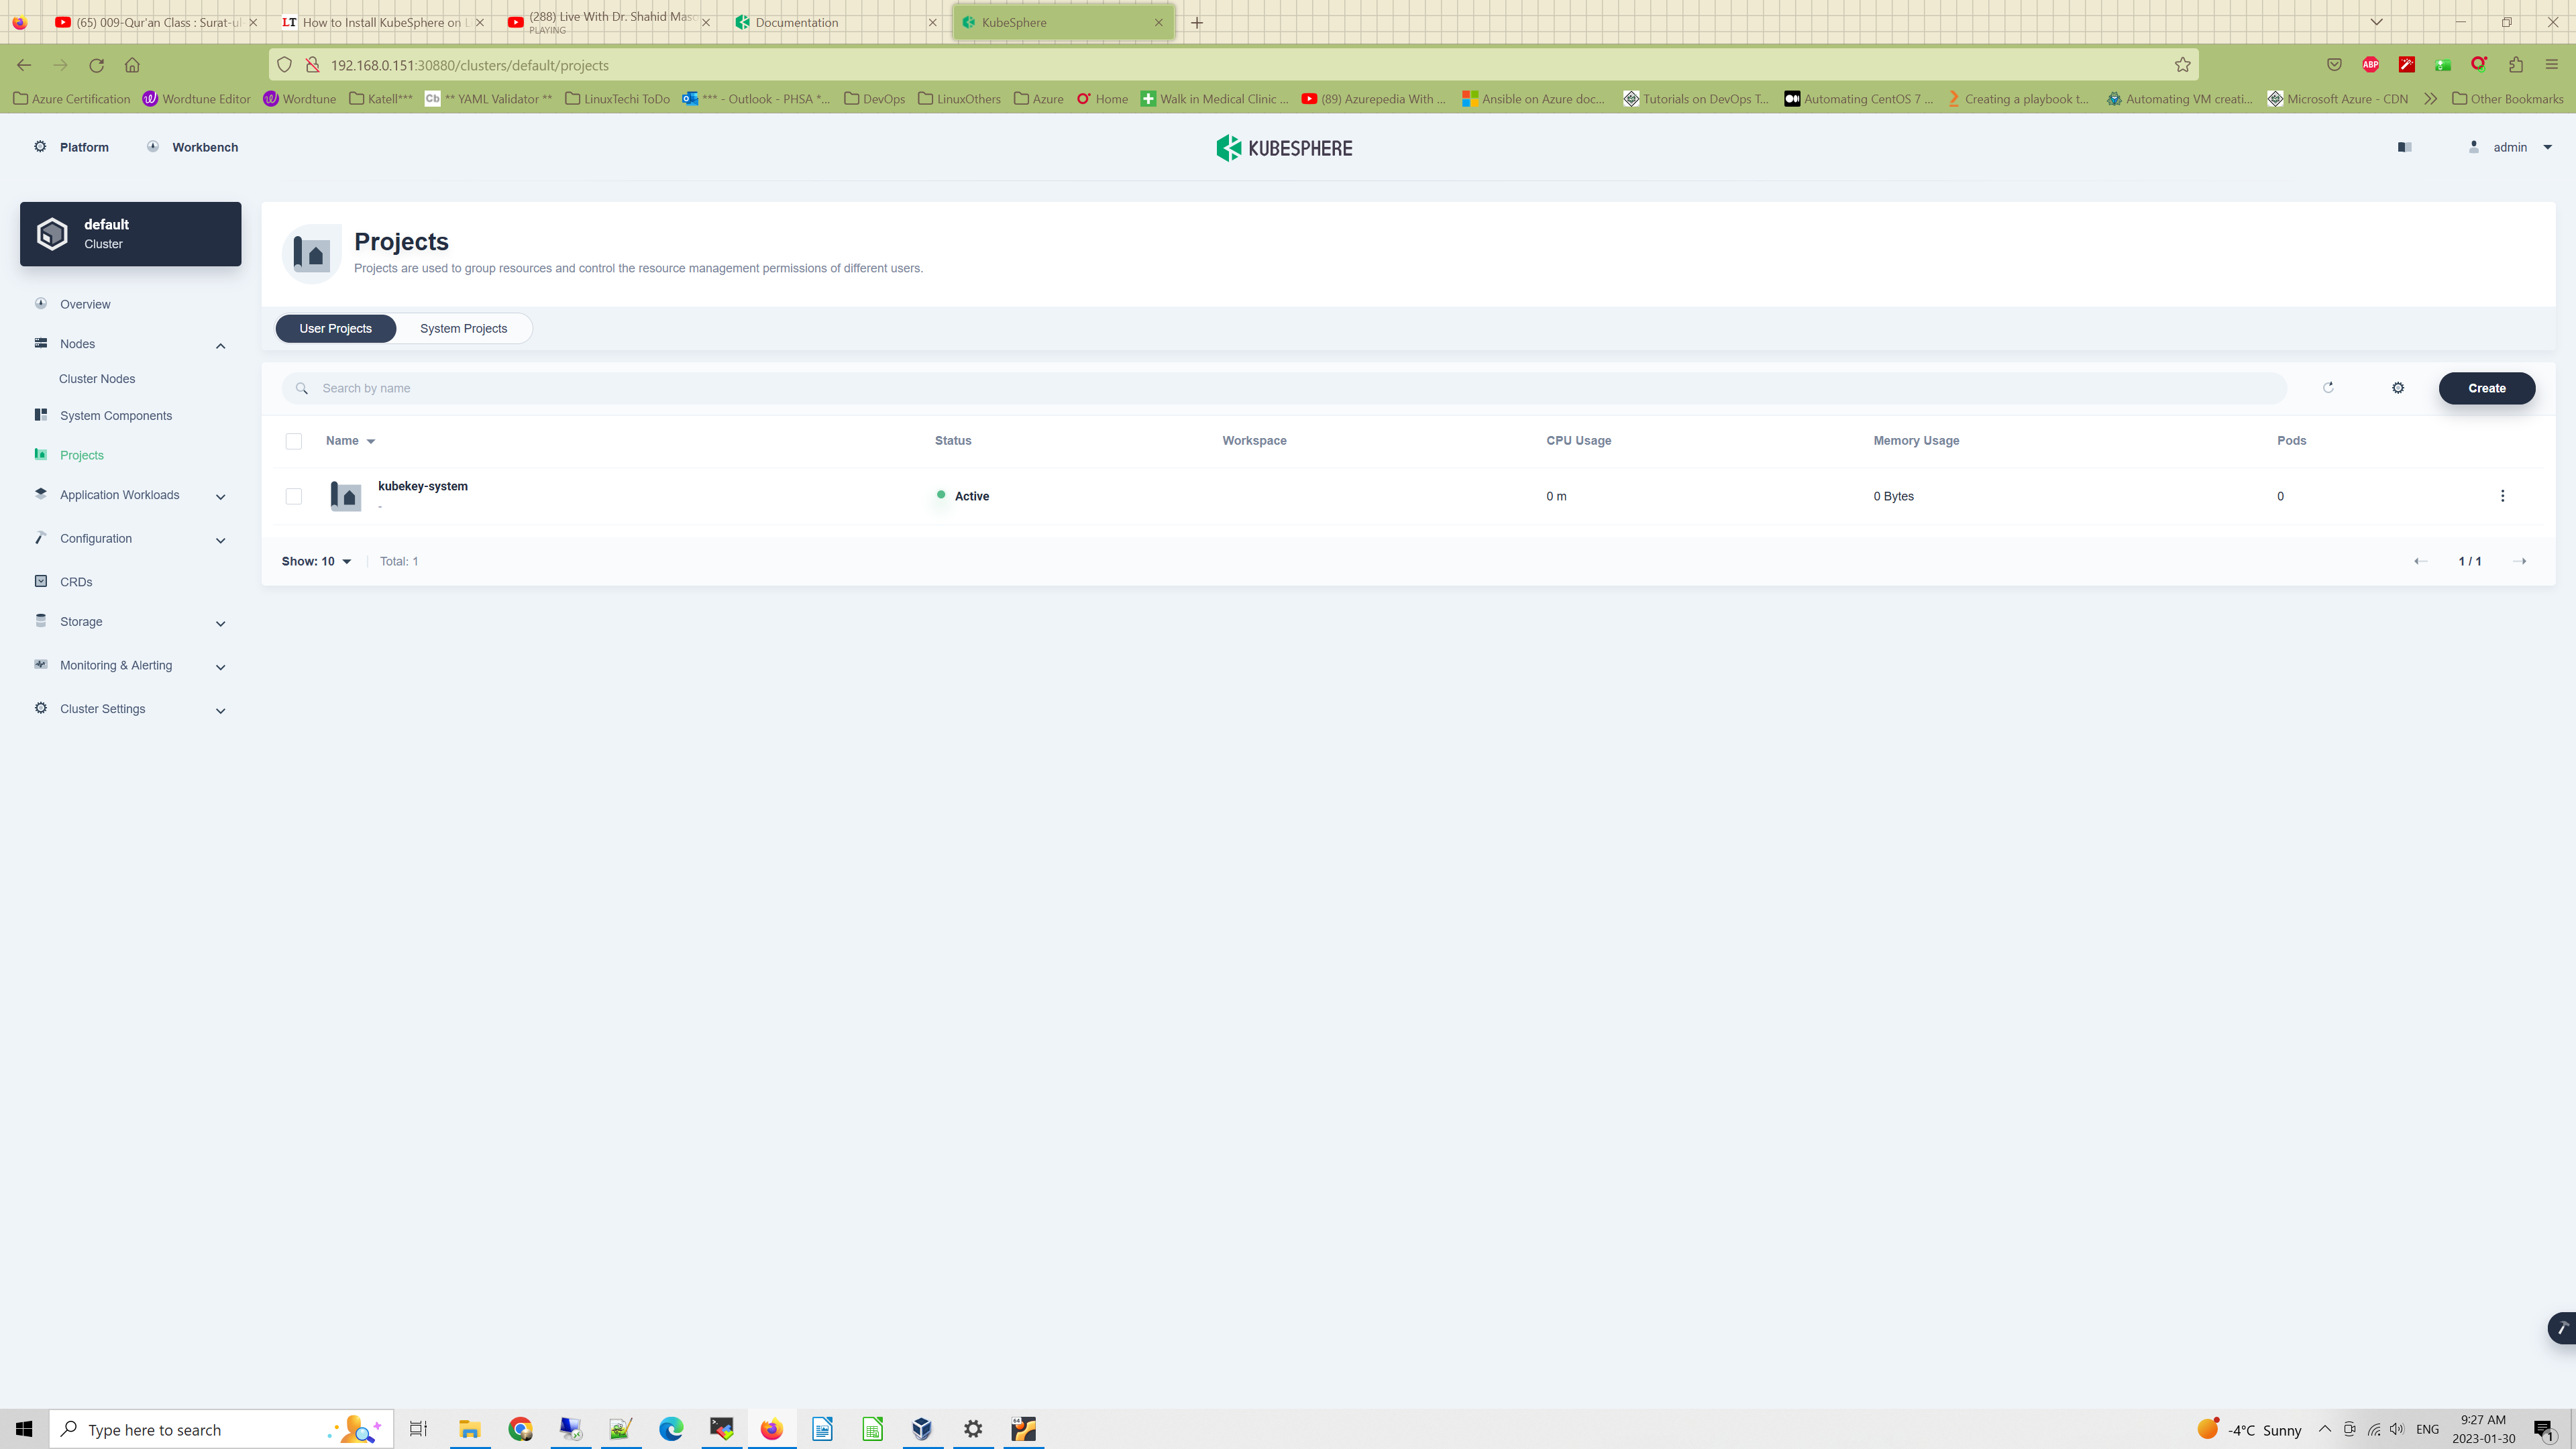 (65) 009-Qur'an Class : Surat-ul
LT How to Install KubeSphere on L
(288) Live With Dr. Shahid Maso
PLAYING
Documentation
KubeSphere
192.168.0.151:30880/clusters/default/projects
ABP
Azure Certification
Wordtune Editor
Wordtune
Katell***
Cb ** YAML Validator **
LinuxTechi ToDo
*** - Outlook - PHSA *...
DevOps
LinuxOthers
Azure
Home
Walk in Medical Clinic ...
(89) Azurepedia With ...
Ansible on Azure doc...
Tutorials on DevOps T...
Automating CentOS 7 ...
Creating a playbook t...
Automating VM creati...
Microsoft Azure - CDN
Other Bookmarks
Platform
Workbench
KUBESPHERE
admin
default
Cluster
Overview
Nodes
Cluster Nodes
System Components
Projects
Application Workloads
Configuration
CRDs
Storage
Monitoring & Alerting
Cluster Settings
Projects
Projects are used to group resources and control the resource management permissions of different users.
User Projects
System Projects
Search by name
Create
Name
Status
Workspace
CPU Usage
Memory Usage
Pods
kubekey-system
-
Active
0 m
0 Bytes
0
Show: 10
Total: 1
1 / 1
Type here to search
64
-4°C Sunny
ENG
9:27 AM
2023-01-30
1